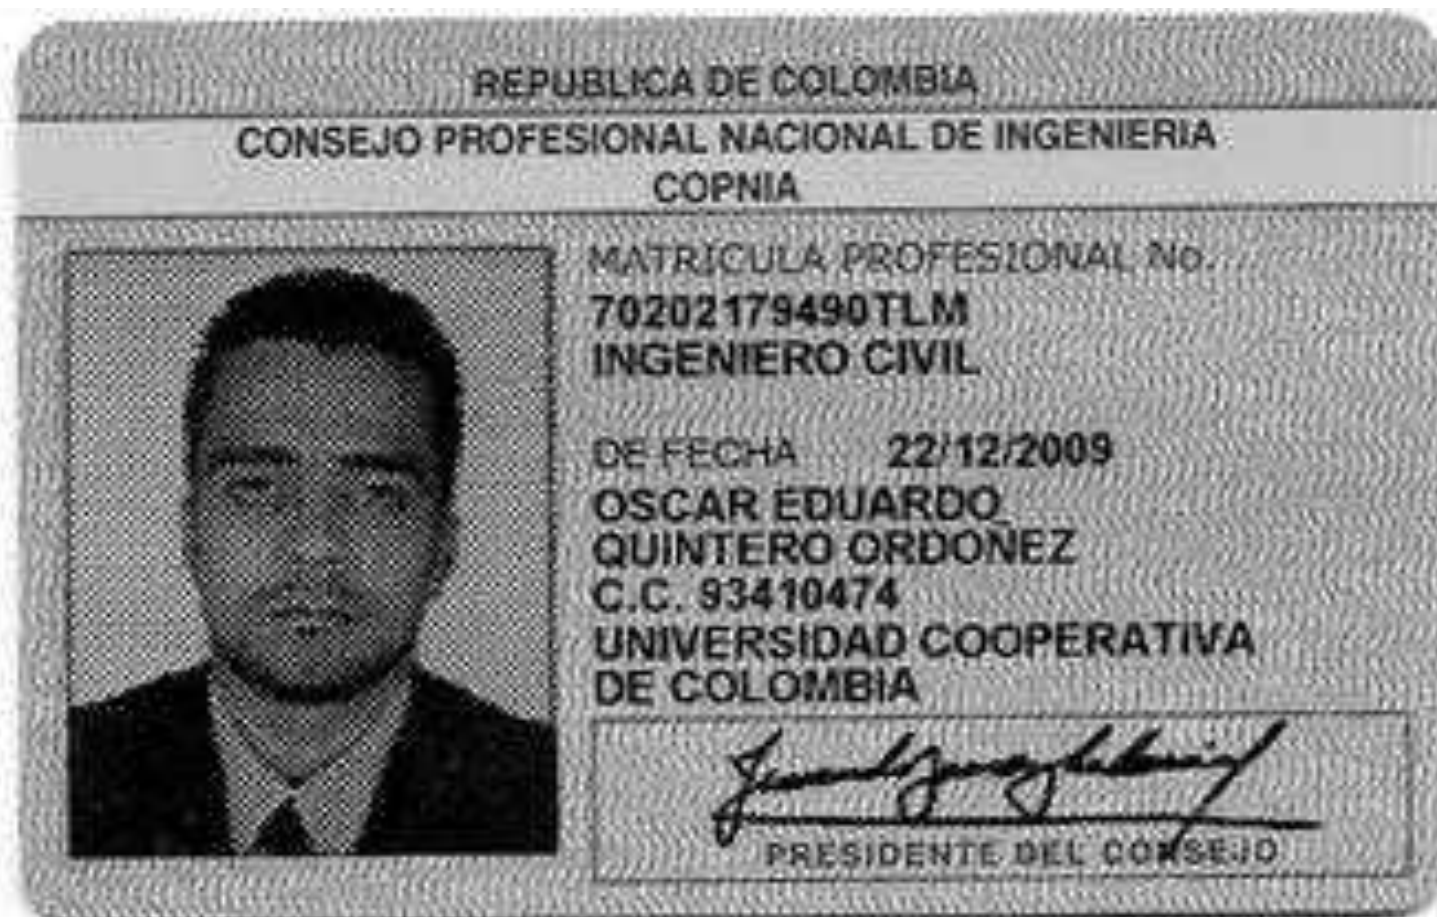 REPUBLICA DE COLOMBIA
CONSEJO PROFESIONAL NACIONAL DE INGENIERIA
COPNIA
MATRICULA PROFESIONAL No.
70202179490TLM
INGENIERO CIVIL
DE FECHA 22/12/2009
OSCAR EDUARDO
QUINTERO ORDOÑEZ
C.C. 93410474
UNIVERSIDAD COOPERATIVA
DE COLOMBIA
PRESIDENTE DEL CONSEJO